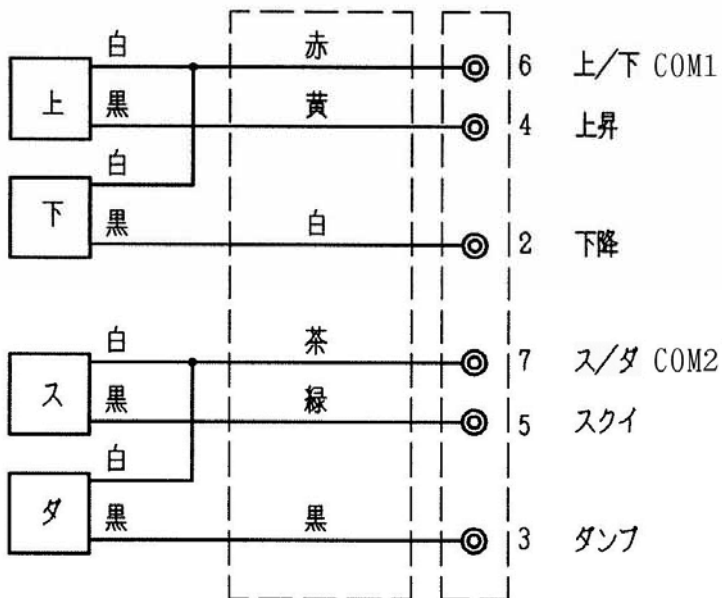 白 赤 6 上/下 COM1
上 黒 黄 4 上昇
白
下 黒 白 2 下降
白 茶 7 ス/ダ COM2
ス 黒 緑 5 スクイ
白
ダ 黒 黒 3 ダンプ